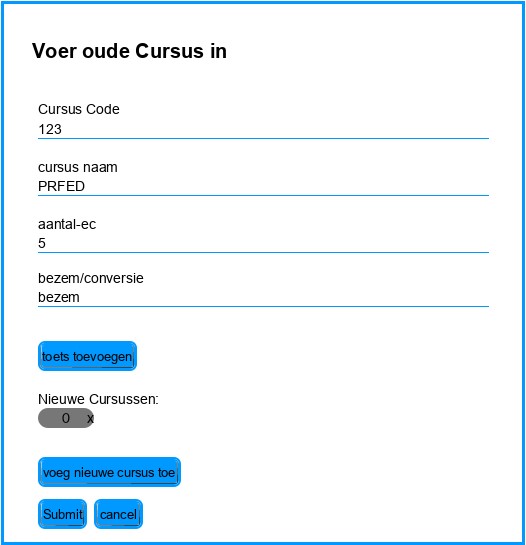 Voer oude Cursus in
Cursus Code
123
cursus naam
PRFED
aantal-ec
5
bezem/conversie
bezem
toets toevoegen
Nieuwe Cursussen:
0 x
voeg nieuwe cursus toe
Submit cancel